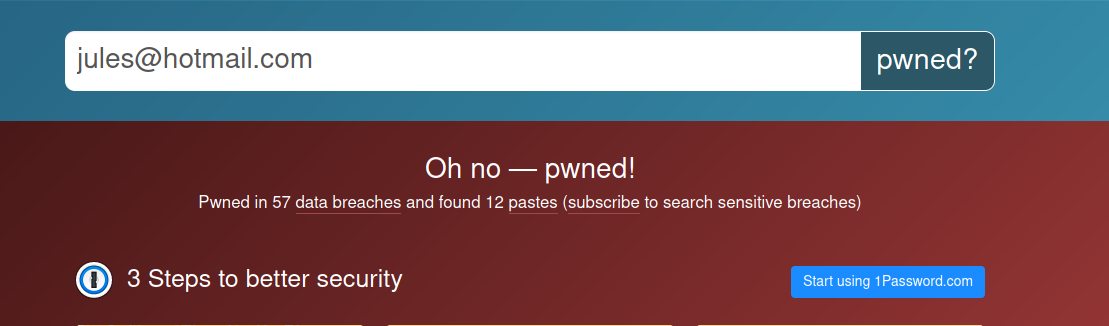 jules@hotmail.com pwned?
Oh no — pwned!
Pwned in 57 data breaches and found 12 pastes (subscribe to search sensitive breaches)
3 Steps to better security Start using 1Password.com